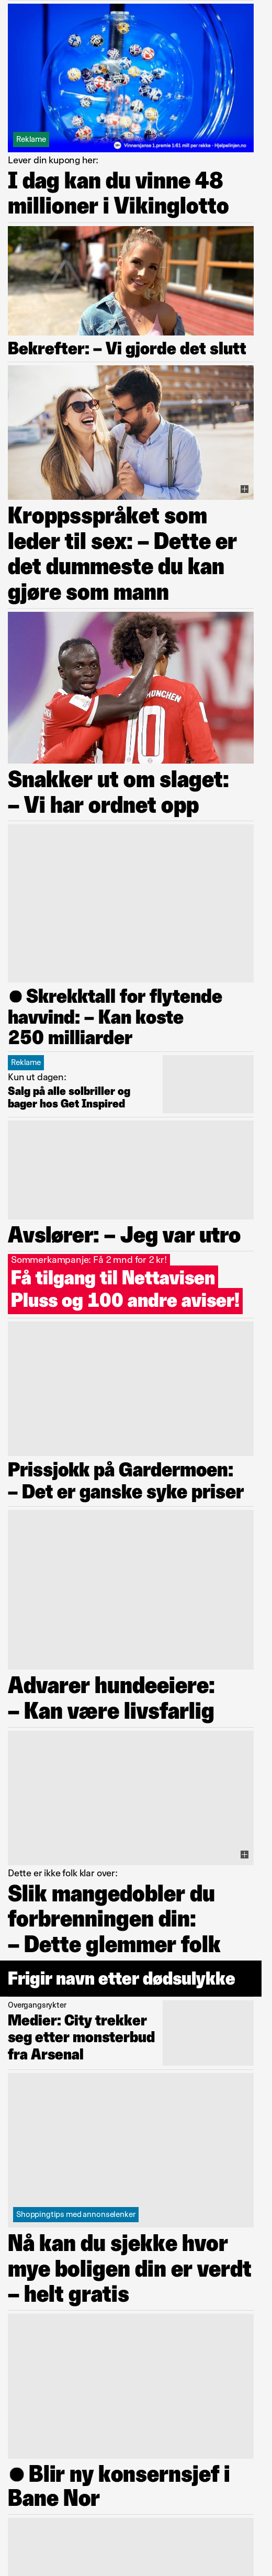 Reklame
Vinnersjanse 1.premie 1:61 mill per rekke - Hjelpelinjen.no
Lever din kupong her:
I dag kan du vinne 48
millioner i Vikinglotto
Bekrefter: – Vi gjorde det slutt
Kroppsspråket som
leder til sex: – Dette er
det dummeste du kan
gjøre som mann
MÜNCHEN
10
Snakker ut om slaget:
– Vi har ordnet opp
● Skrekktall for flytende
havvind: – Kan koste
250 milliarder
Reklame
Kun ut dagen:
Salg på alle solbriller og
bager hos Get Inspired
Avslører: – Jeg var utro
Sommerkampanje: Få 2 mnd for 2 kr!
Få tilgang til Nettavisen
Pluss og 100 andre aviser!
Prissjokk på Gardermoen:
– Det er ganske syke priser
Advarer hundeeiere:
– Kan være livsfarlig
Dette er ikke folk klar over:
Slik mangedobler du
forbrenningen din:
– Dette glemmer folk
Frigir navn etter dødsulykke
Overgangsrykter
Medier: City trekker
seg etter monsterbud
fra Arsenal
Shoppingtips med annonselenker
Nå kan du sjekke hvor
mye boligen din er verdt
– helt gratis
● Blir ny konsernsjef i
Bane Nor